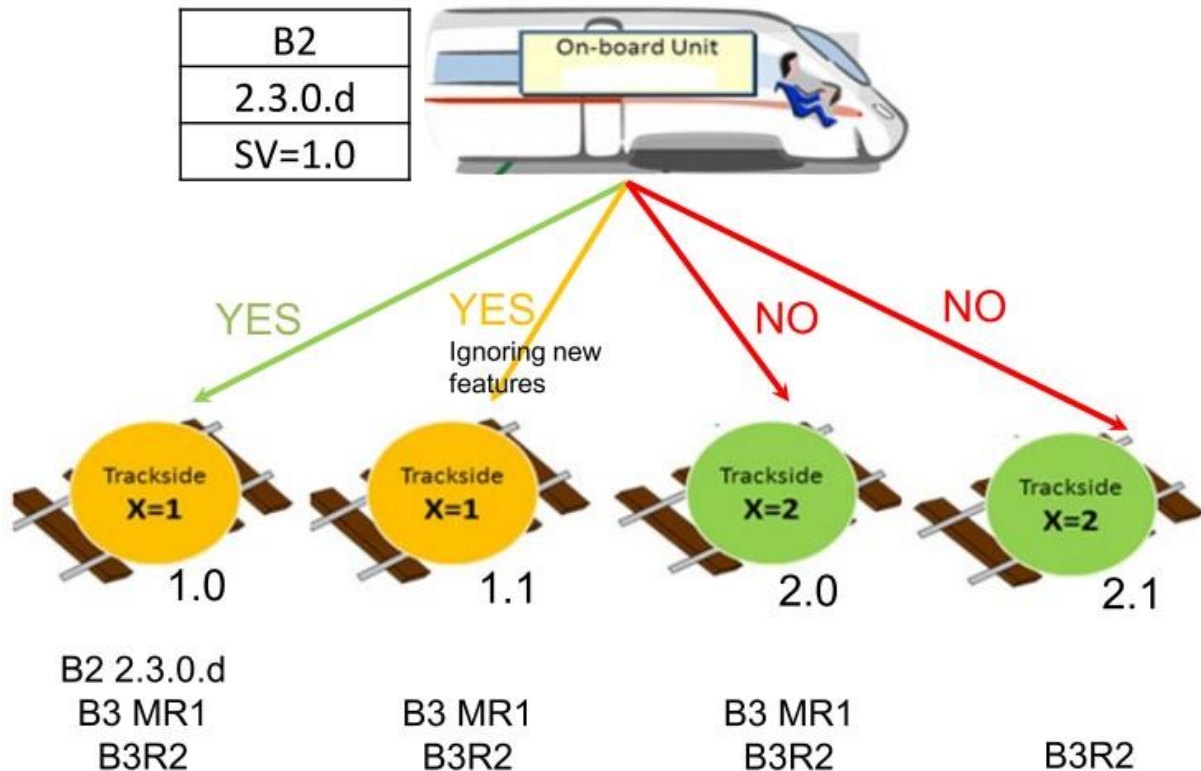 B2
2.3.0.d
SV=1.0
On-board Unit
YES
YES
Ignoring new
features
NO
NO
Trackside
X=1
1.0
Trackside
X=1
1.1
Trackside
X=2
2.0
Trackside
X=2
2.1
B2 2.3.0.d
B3 MR1
B3R2
B3 MR1
B3R2
B3 MR1
B3R2
B3R2